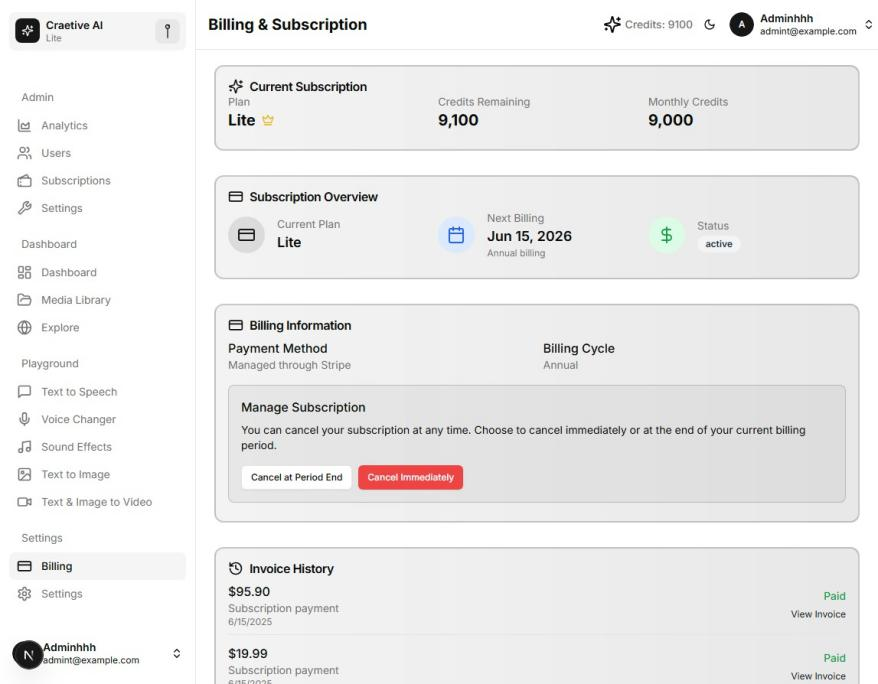 Craetive AI
Lite
Admin
Analytics
Users
Subscriptions
Settings
Dashboard
Dashboard
Media Library
Explore
Playground
Text to Speech
Voice Changer
Sound Effects
Text to Image
Text & Image to Video
Settings
Billing
Settings
N
Adminhhh
admint@example.com
Billing & Subscription
Credits: 9100
A
Adminhhh
admint@example.com
Current Subscription
Plan
Lite
Credits Remaining
9,100
Monthly Credits
9,000
Subscription Overview
Current Plan
Lite
Next Billing
Jun 15, 2026
Annual billing
Status
active
Billing Information
Payment Method
Managed through Stripe
Billing Cycle
Annual
Manage Subscription
You can cancel your subscription at any time. Choose to cancel immediately or at the end of your current billing
period.
Cancel at Period End
Cancel Immediately
Invoice History
$95.90
Subscription payment
6/15/2025
Paid
View Invoice
$19.99
Subscription payment
6/15/2025
Paid
View Invoice